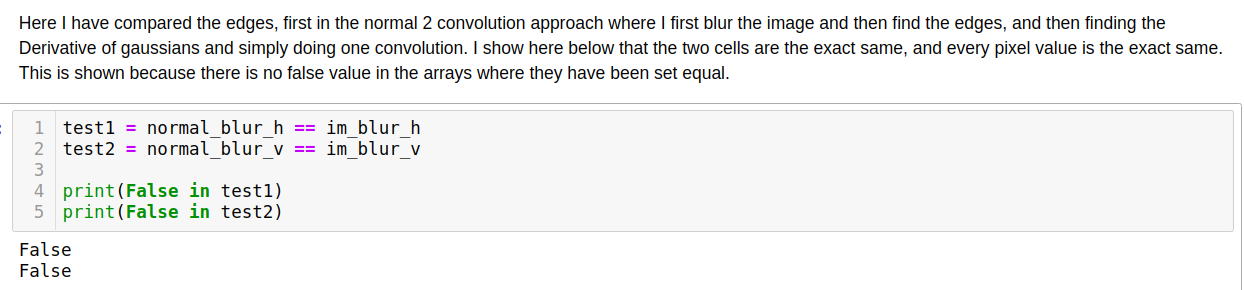 Here I have compared the edges, first in the normal 2 convolution approach where I first blur the image and then find the edges, and then finding the
Derivative of gaussians and simply doing one convolution. I show here below that the two cells are the exact same, and every pixel value is the exact same.
This is shown because there is no false value in the arrays where they have been set equal.
:
1 test1 = normal_blur_h == im_blur_h
2 test2 = normal_blur_v == im_blur_v
3
4 print(False in test1)
5 print(False in test2)
False
False